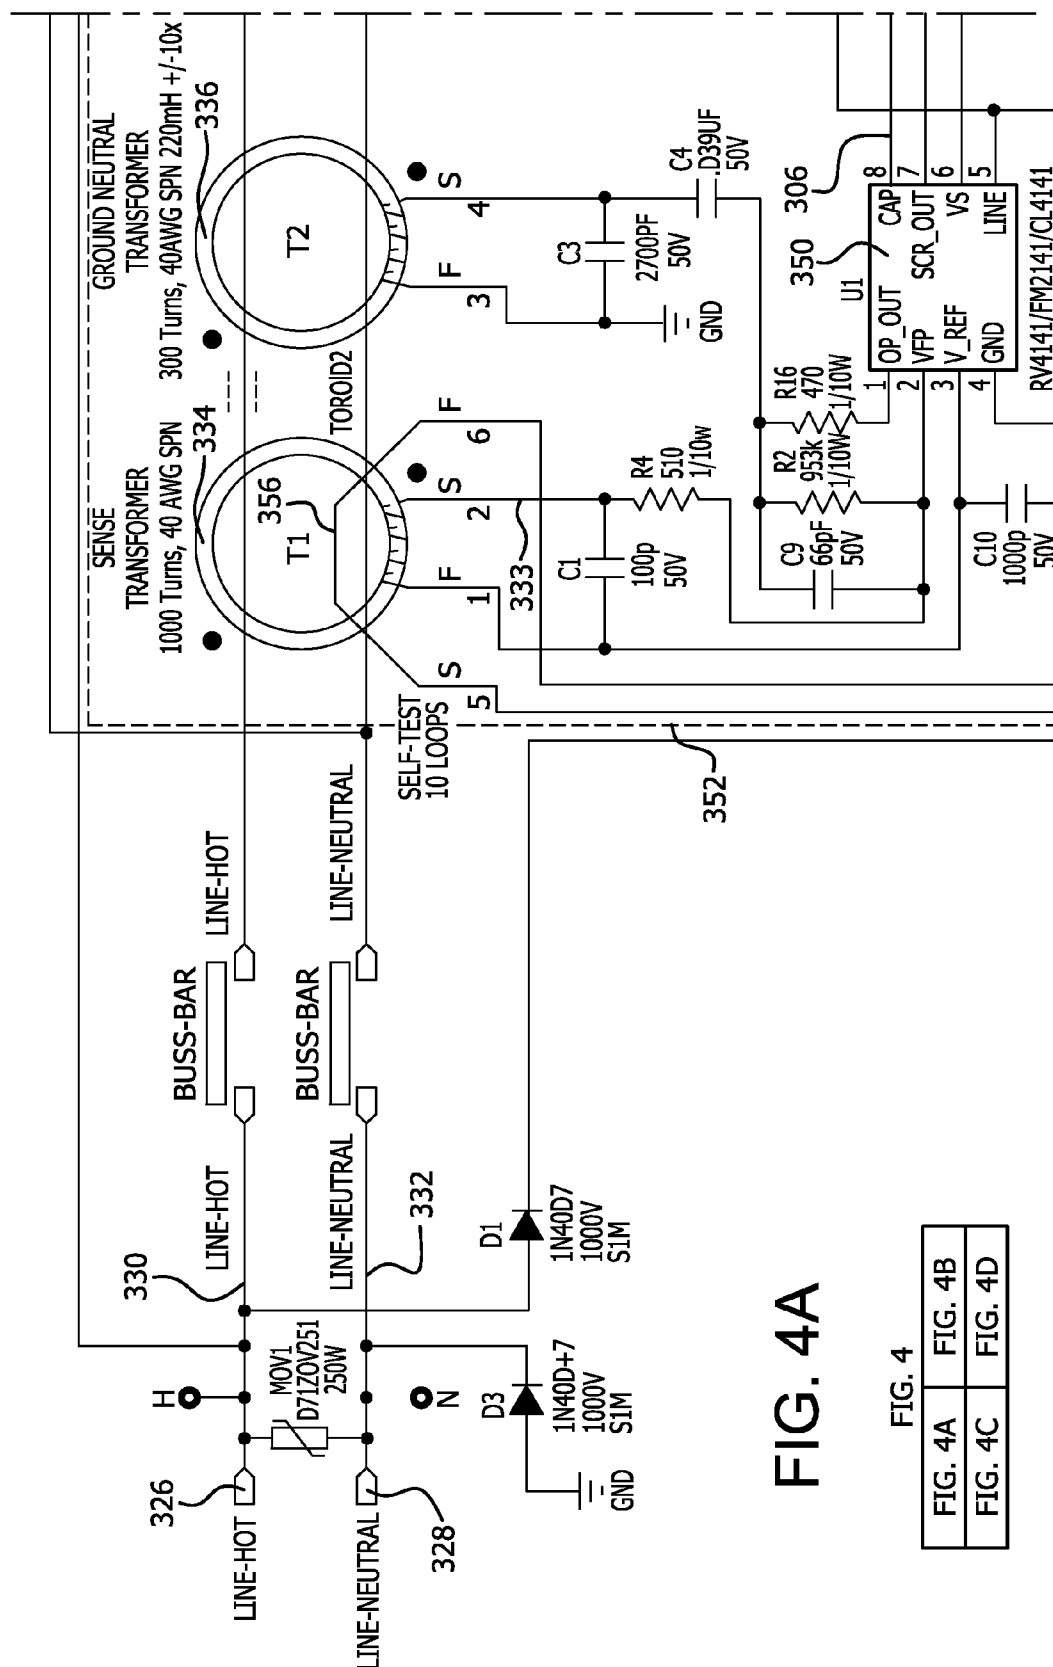 326
LINE-HOT
328
LINE-NEUTRAL
H
MOV1
D71ZOV251
250W
N
D3
1N40D+7
1000V
S1M
GND
330
LINE-HOT
LINE-NEUTRAL
332
D1
1N40D7
1000V
S1M
BUSS-BAR
BUSS-BAR
LINE-HOT
LINE-NEUTRAL
352
SELF-TEST
10 LOOPS
SENSE
TRANSFORMER
1000 Turns, 40 AWG SPN
334
T1
356
S
5
F
1
S
2
F
6
333
GROUND NEUTRAL
TRANSFORMER
300 Turns, 40AWG SPN 220mH +/-10x
336
T2
TOROID2
F
3
S
4
C1
100p
50V
R4
510
1/10w
C3
2700PF
50V
GND
C4
.D39UF
50V
C9
66pF
50V
R2
953k
1/10W
R16
470
1/10W
C10
1000p
50V
306
350
U1
1
OP_OUT
2
VFP
3
V_REF
4
GND
8
CAP
7
SCR_OUT
6
VS
5
LINE
RV4141/FM2141/CL4141
FIG. 4A
FIG. 4
FIG. 4A FIG. 4B
FIG. 4C FIG. 4D